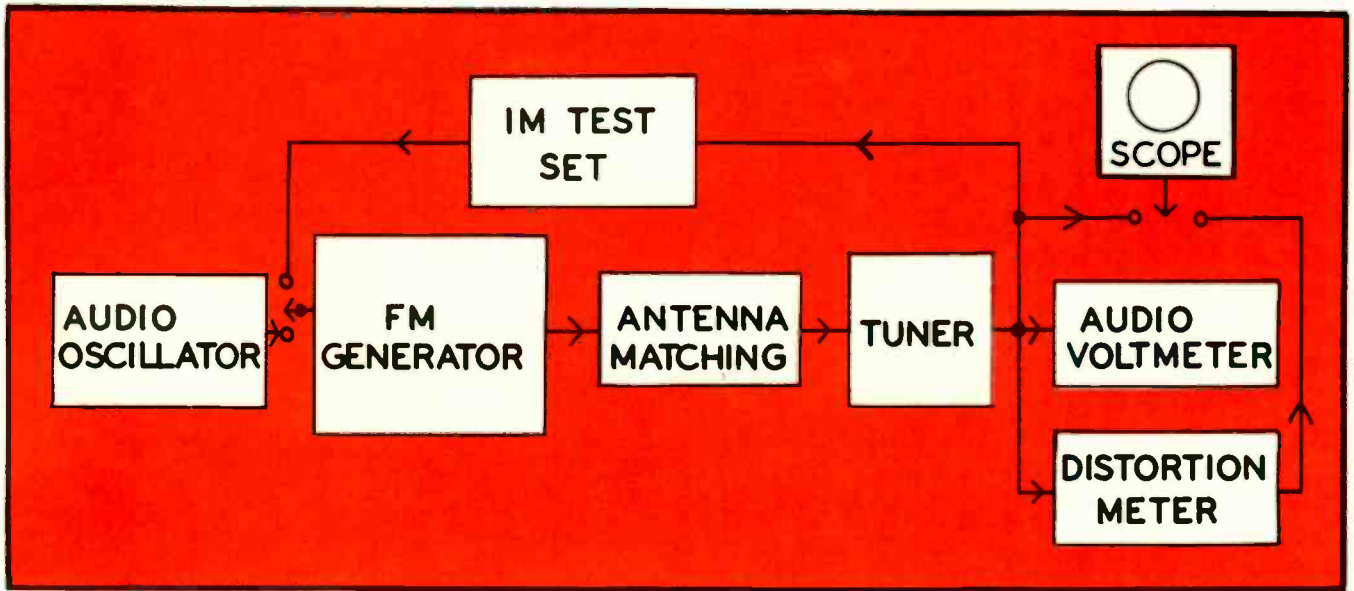 IM TEST
SET
SCOPE
AUDIO
OSCILLATOR
FM
GENERATOR
ANTENNA
MATCHING
TUNER
AUDIO
VOLTMETER
DISTORTION
METER